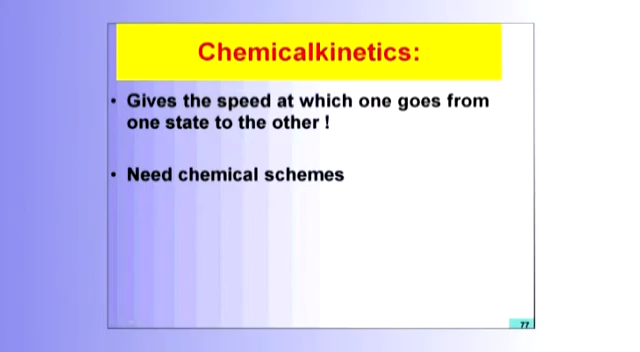 Chemicalkinetics:
• Gives the speed at which one goes from
one state to the other !
• Need chemical schemes
77